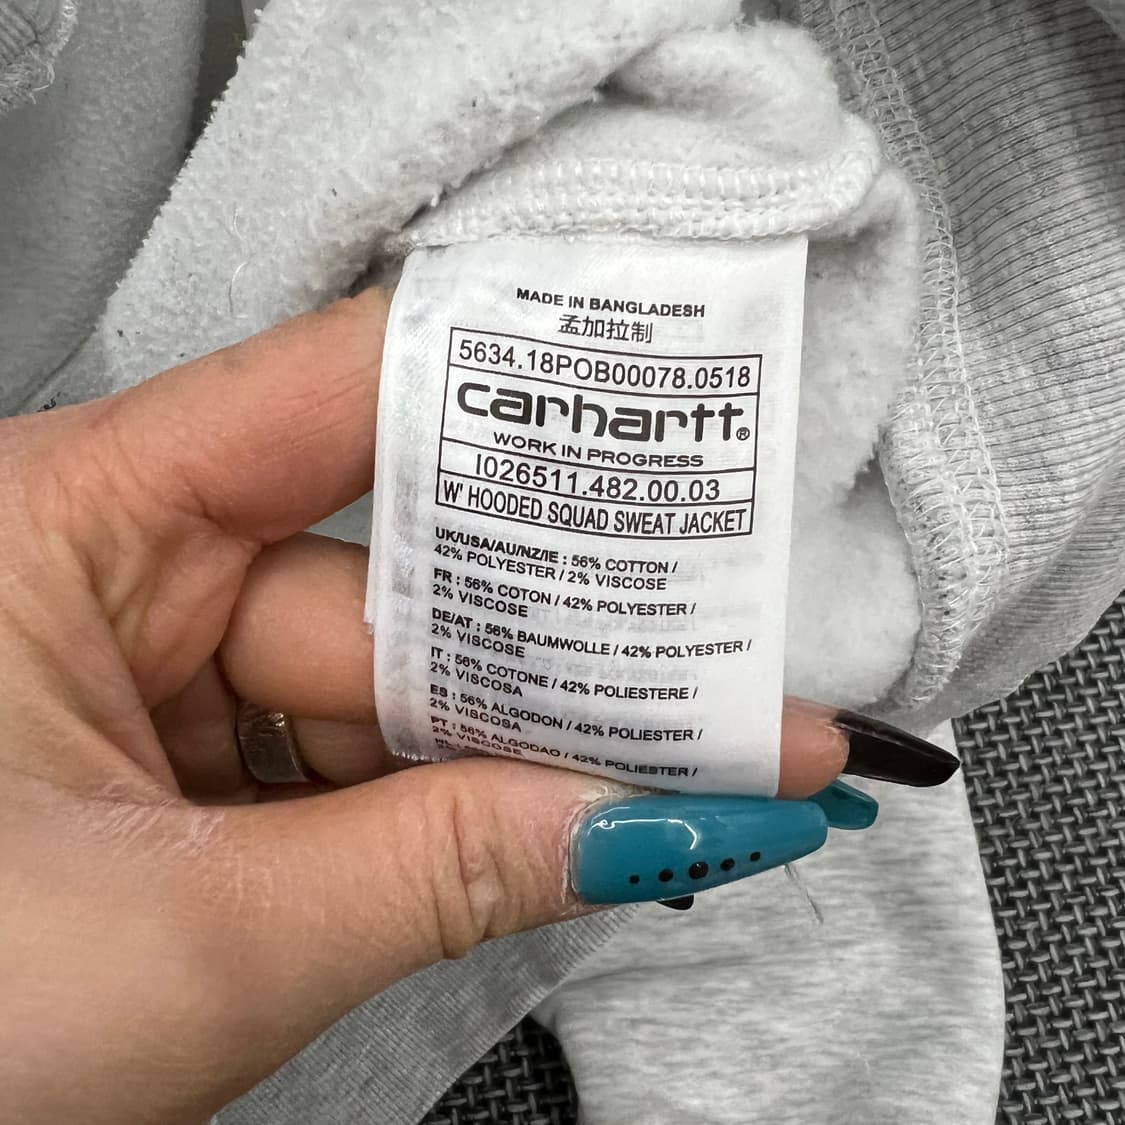 MADE IN BANGLADESH
孟加拉制
5634.18POB00078.0518
carhartt®
WORK IN PROGRESS
I026511.482.00.03
W' HOODED SQUAD SWEAT JACKET
UK/USA/AU/NZ/IE : 56% COTTON /
42% POLYESTER / 2% VISCOSE
FR : 56% COTON / 42% POLYESTER /
2% VISCOSE
DE/AT : 56% BAUMWOLLE / 42% POLYESTER /
2% VISCOSE
IT : 56% COTONE / 42% POLIESTERE /
2% VISCOSA
ES : 56% ALGODON / 42% POLIESTER /
2% VISCOSA
PT : 56% ALGODAO / 42% POLIESTER /
2% VISCOSE